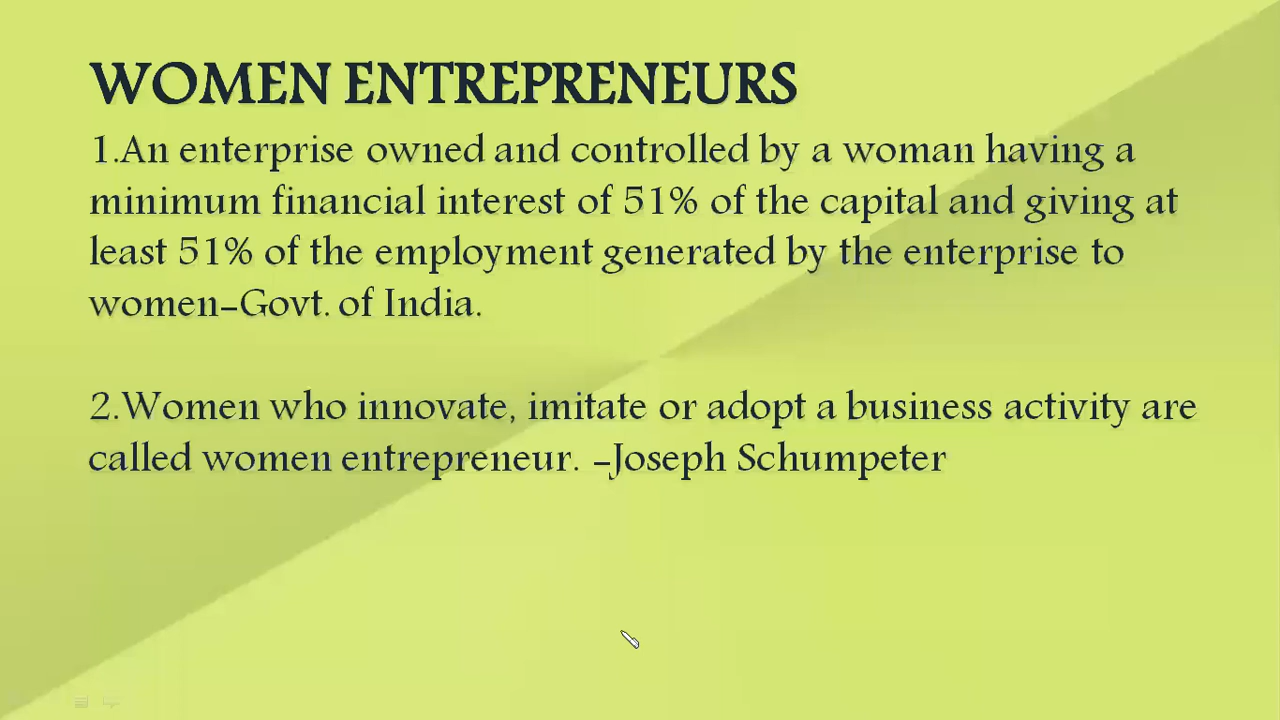 WOMEN ENTREPRENEURS
1.An enterprise owned and controlled by a woman having a
minimum financial interest of 51% of the capital and giving at
least 51% of the employment generated by the enterprise to
women-Govt. of India.
2.Women who innovate, imitate or adopt a business activity are
called women entrepreneur. -Joseph Schumpeter